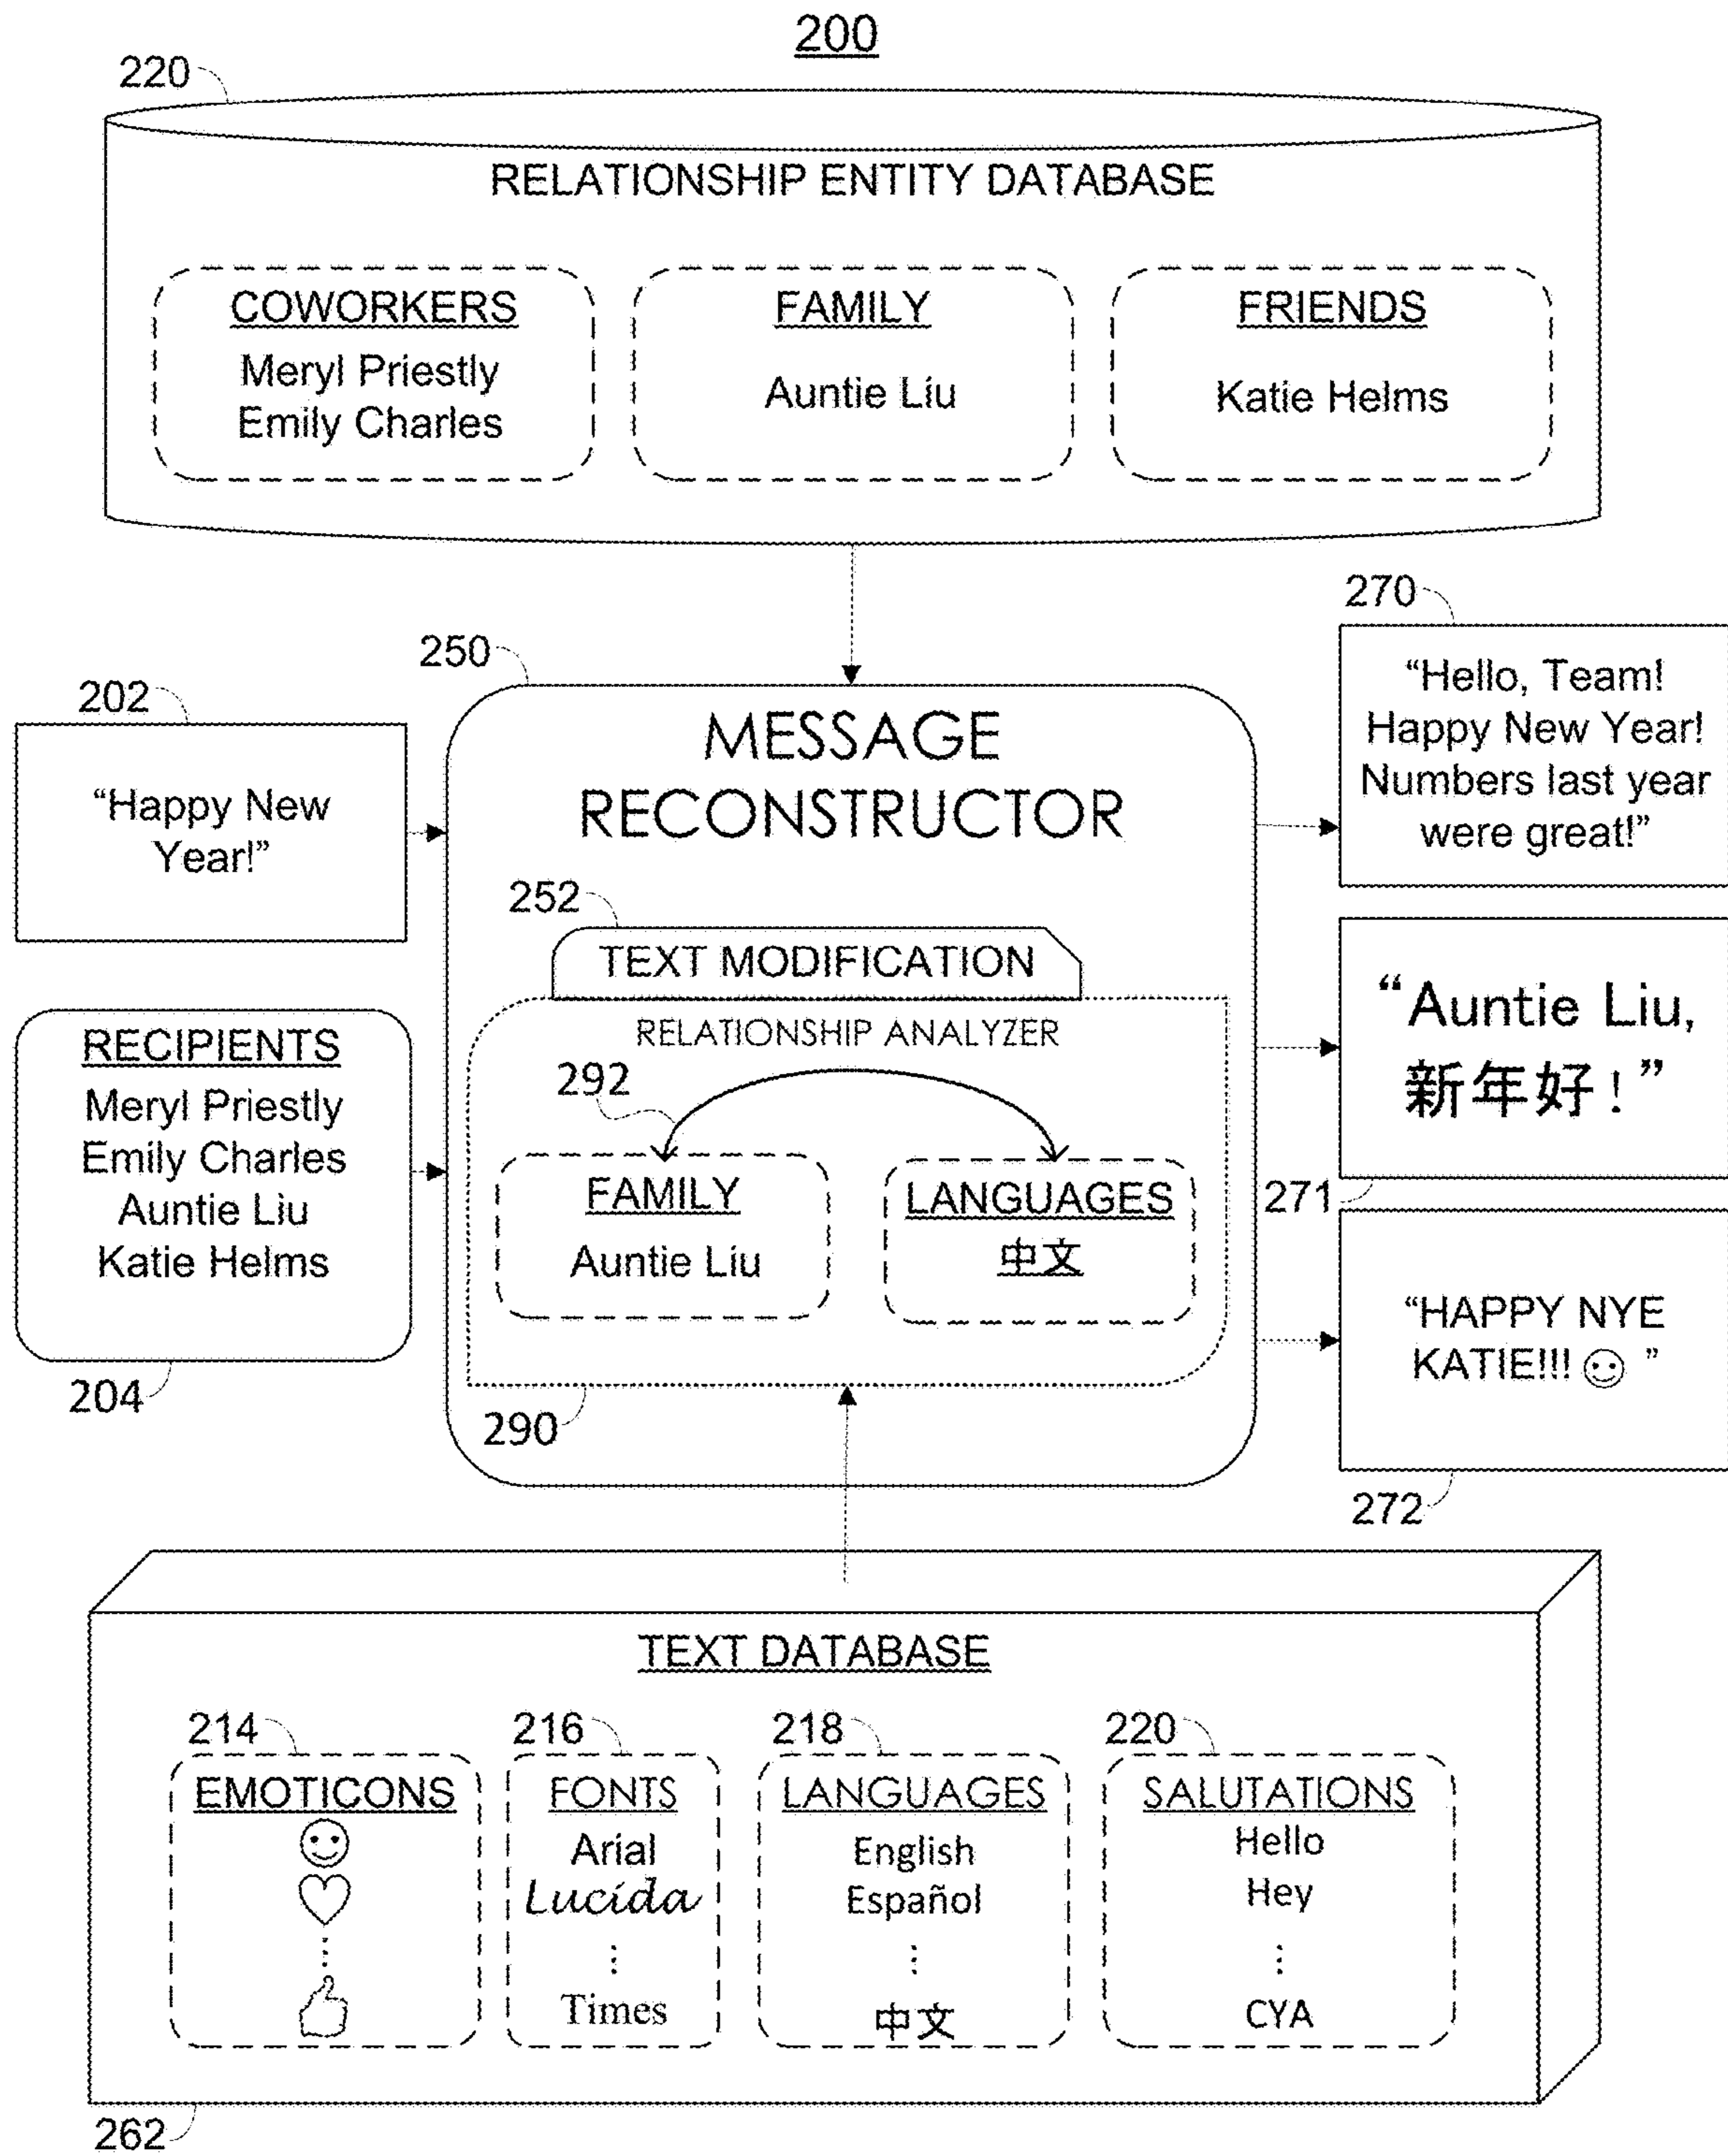 200
220
RELATIONSHIP ENTITY DATABASE
COWORKERS
Meryl Priestly
Emily Charles
FAMILY
Auntie Liu
FRIENDS
Katie Helms
250
MESSAGE
RECONSTRUCTOR
202
“Happy New
Year!”
RECIPIENTS
Meryl Priestly
Emily Charles
Auntie Liu
Katie Helms
204
252
TEXT MODIFICATION
RELATIONSHIP ANALYZER
292
FAMILY
Auntie Liu
LANGUAGES
中文
290
270
“Hello, Team!
Happy New Year!
Numbers last year
were great!”
“Auntie Liu,
新年好!”
271
“HAPPY NYE
KATIE!!! ☺ ”
272
TEXT DATABASE
214
EMOTICONS
216
FONTS
Arial
Lucida
Times
218
LANGUAGES
English
Español
中文
220
SALUTATIONS
Hello
Hey
CYA
262